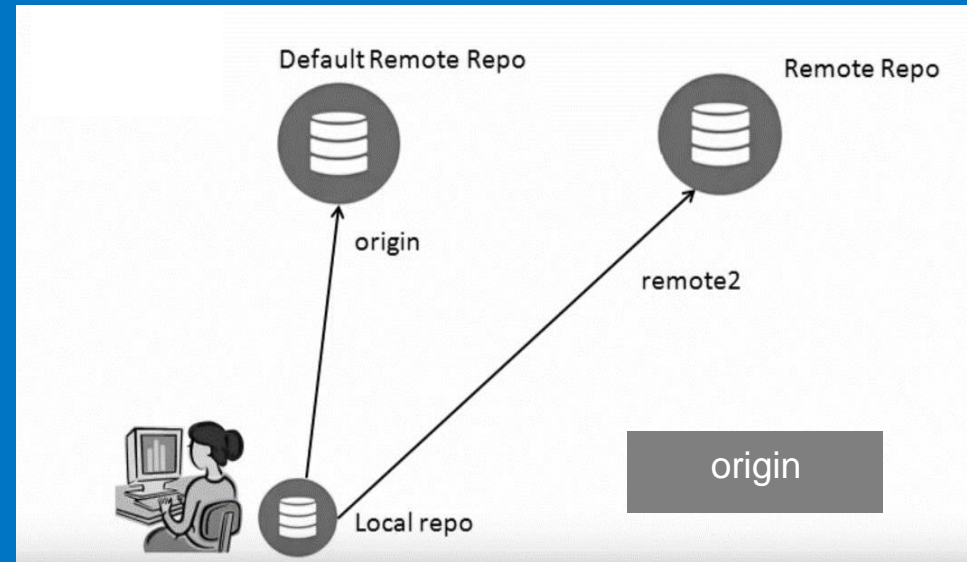 Default Remote Repo
Remote Repo
origin
remote2
origin
Local repo